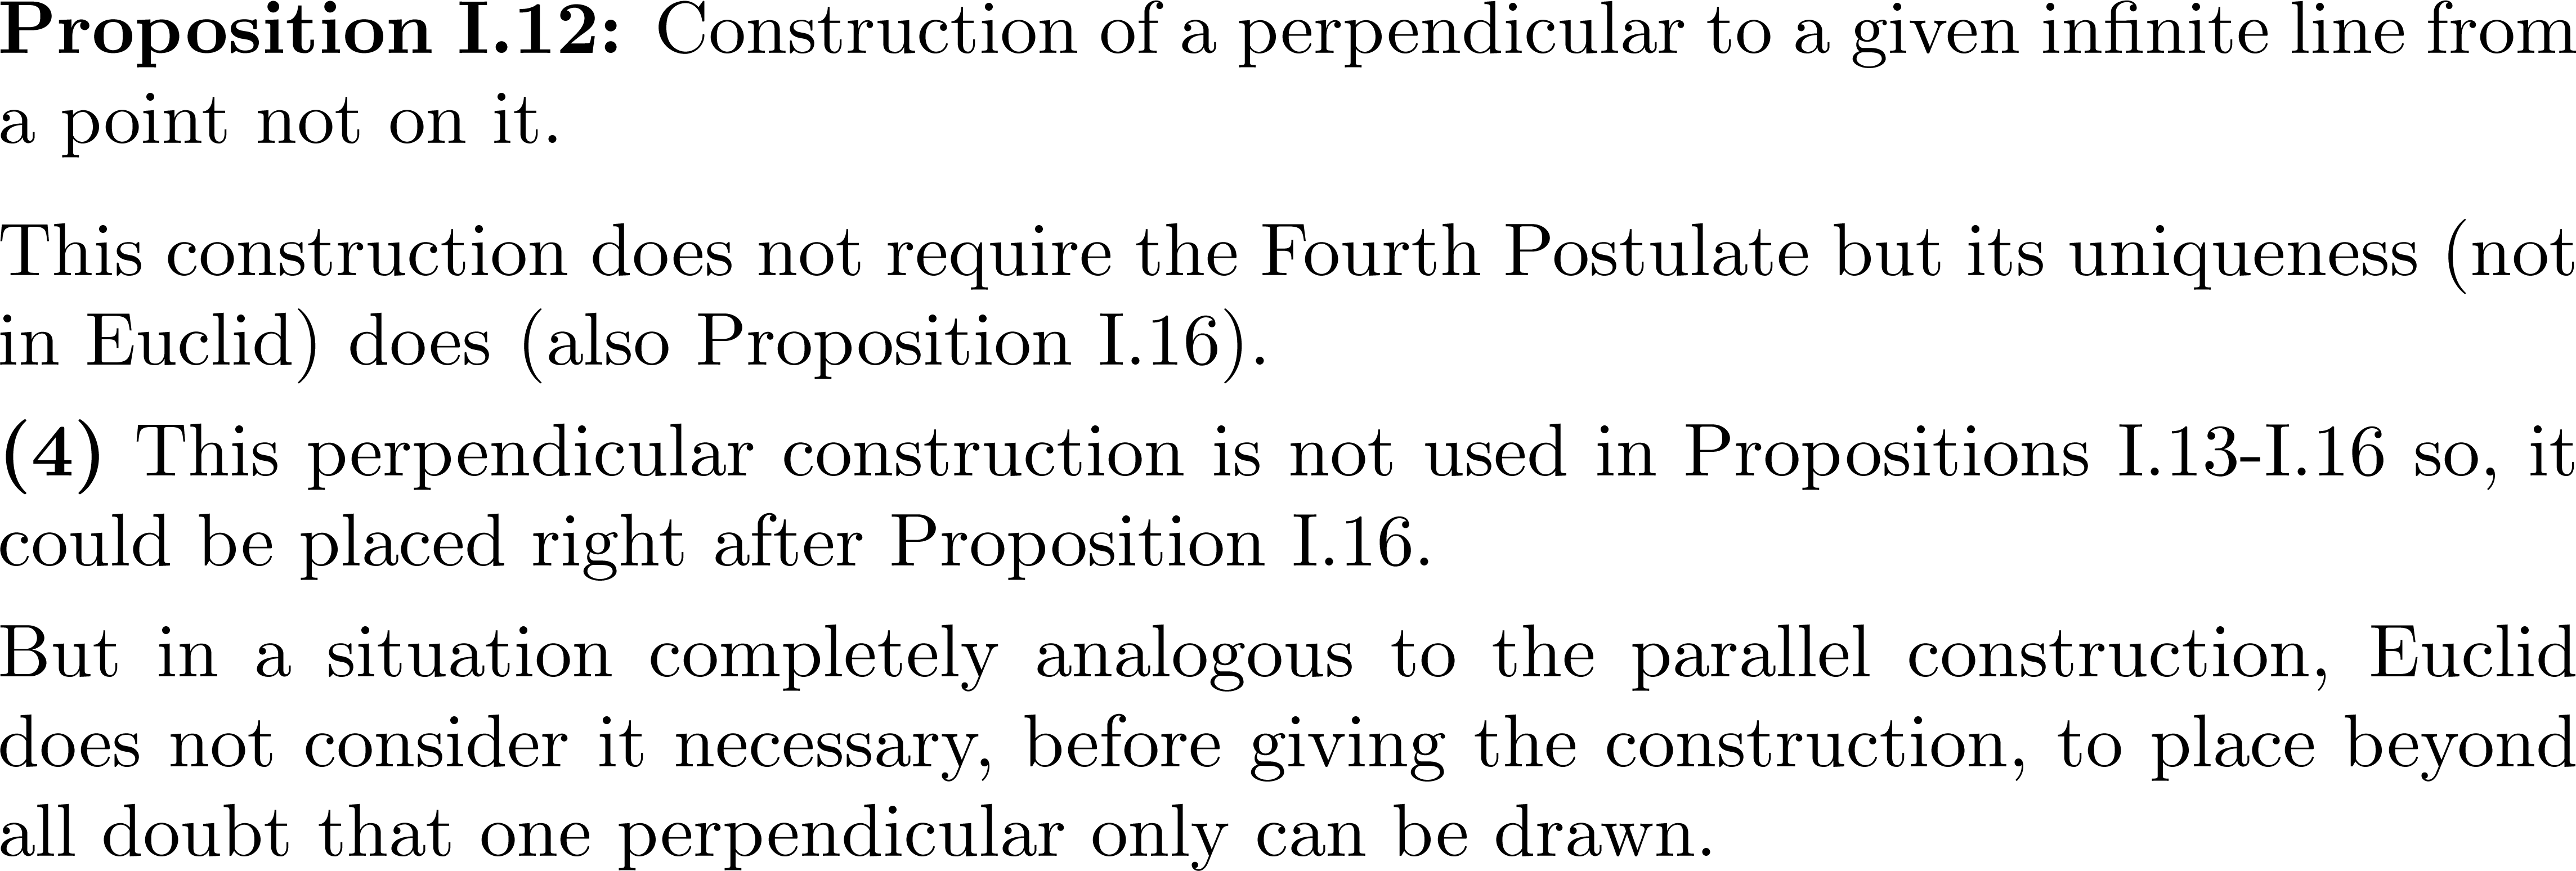 Proposition I.12: Construction of a perpendicular to a given infinite line from
a point not on it.
This construction does not require the Fourth Postulate but its uniqueness (not
in Euclid) does (also Proposition I.16).
(4) This perpendicular construction is not used in Propositions I.13-I.16 so, it
could be placed right after Proposition I.16.
But in a situation completely analogous to the parallel construction, Euclid
does not consider it necessary, before giving the construction, to place beyond
all doubt that one perpendicular only can be drawn.